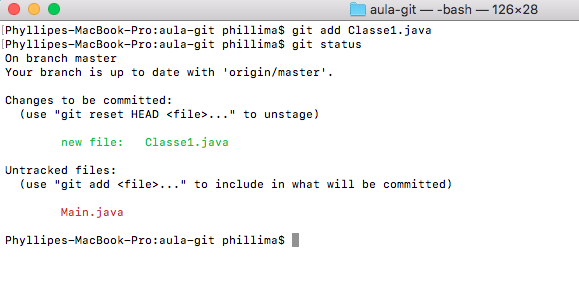 aula-git — -bash — 126×28
[Phyllipes-MacBook-Pro:aula-git phillima$ git add Classe1.java
[Phyllipes-MacBook-Pro:aula-git phillima$ git status
On branch master
Your branch is up to date with 'origin/master'.
Changes to be committed:
  (use "git reset HEAD <file>..." to unstage)
        new file:   Classe1.java
Untracked files:
  (use "git add <file>..." to include in what will be committed)
        Main.java
Phyllipes-MacBook-Pro:aula-git phillima$